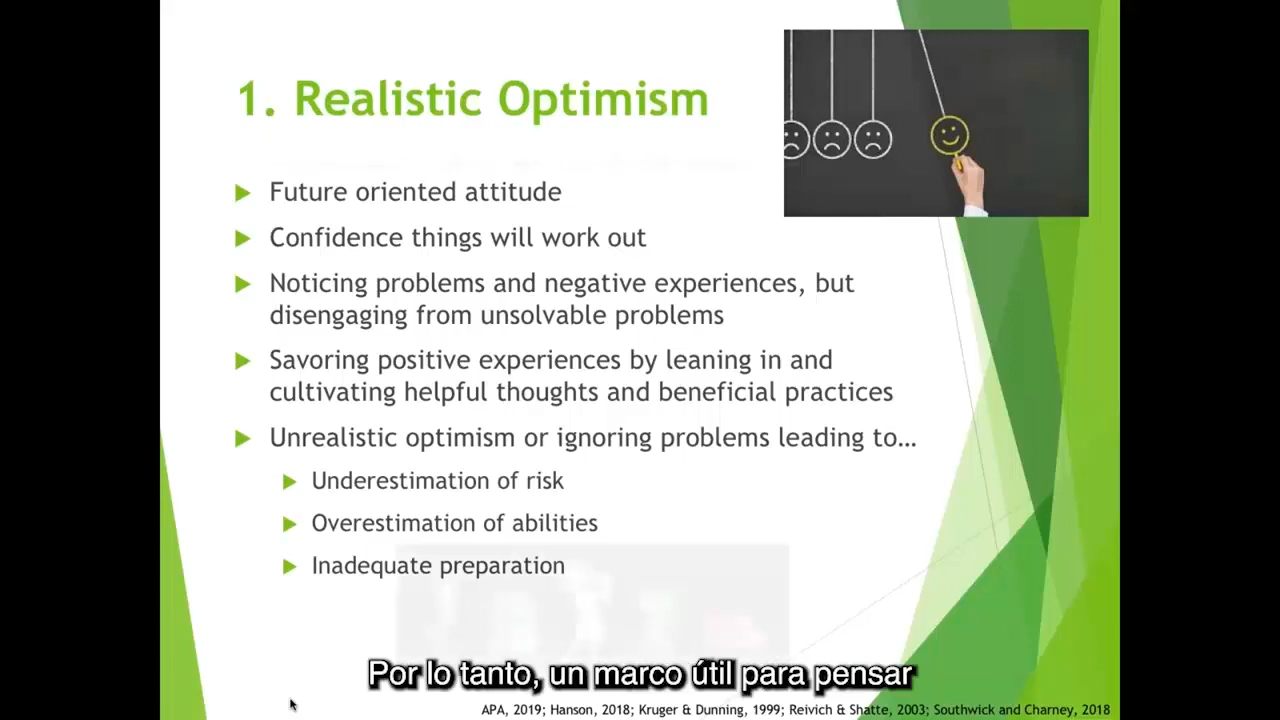 1. Realistic Optimism
Future oriented attitude
Confidence things will work out
Noticing problems and negative experiences, but
disengaging from unsolvable problems
Savoring positive experiences by leaning in and
cultivating helpful thoughts and beneficial practices
Unrealistic optimism or ignoring problems leading to…
Underestimation of risk
Overestimation of abilities
Inadequate preparation
Por lo tanto, un marco útil para pensar
APA, 2019; Hanson, 2018; Kruger & Dunning, 1999; Reivich & Shatte, 2003; Southwick and Charney, 2018